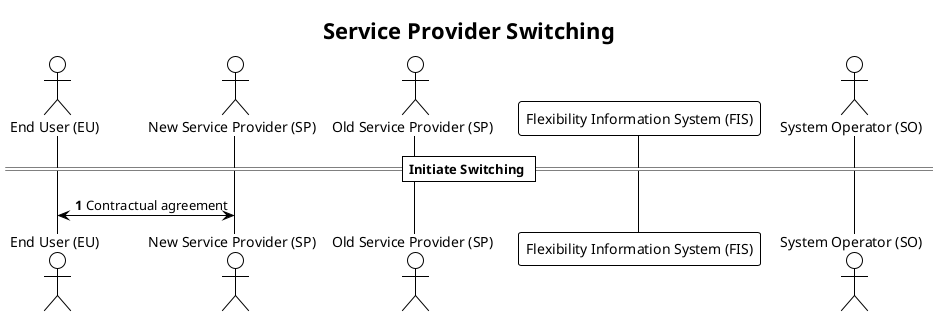 Service Provider Switching
End User (EU)
New Service Provider (SP)
Old Service Provider (SP)
Flexibility Information System (FIS)
System Operator (SO)
Initiate Switching
1 Contractual agreement
End User (EU)
New Service Provider (SP)
Old Service Provider (SP)
Flexibility Information System (FIS)
System Operator (SO)